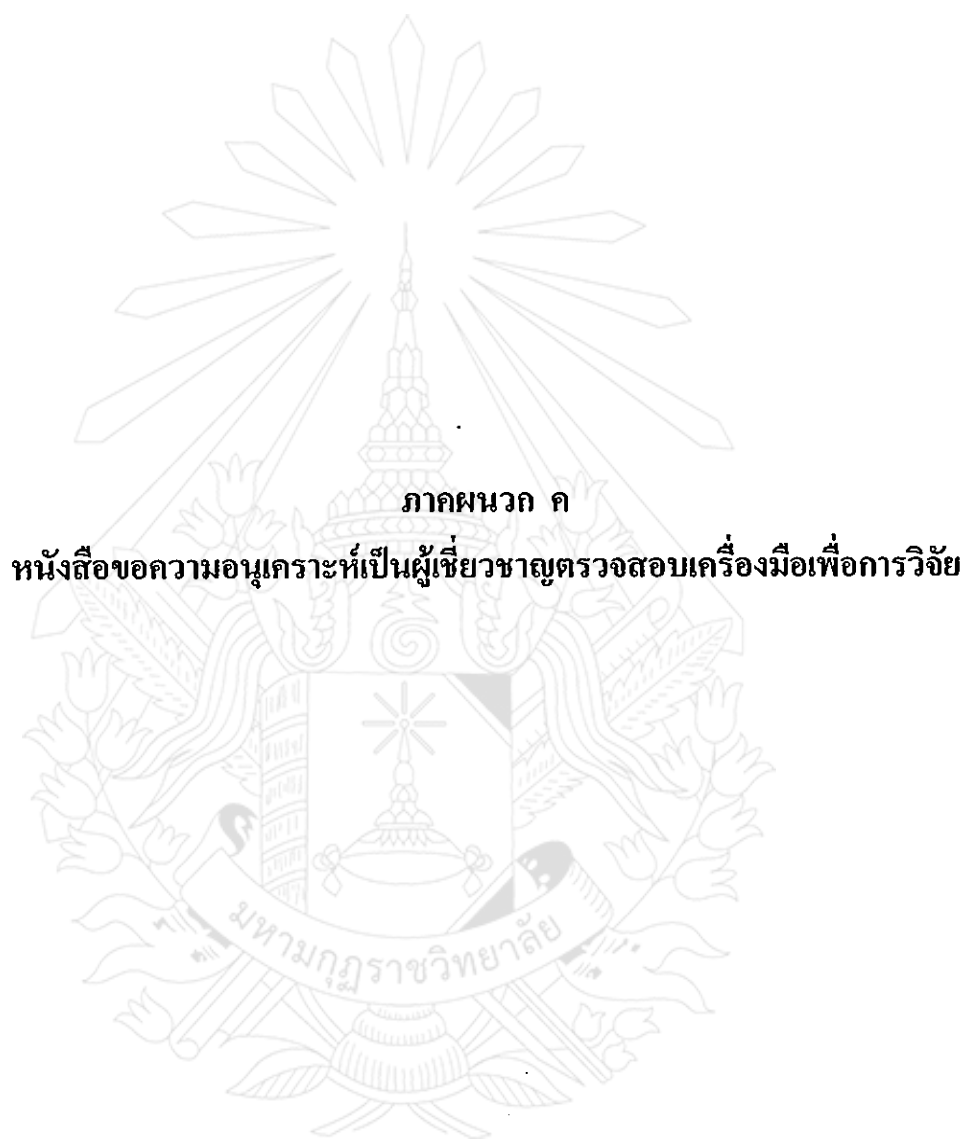 ภาคผนวก ค
หนังสือขอความอนุเคราะห์เป็นผู้เชี่ยวชาญตรวจสอบเครื่องมือเพื่อการวิจัย
มหามกุฏราชวิทยาลัย